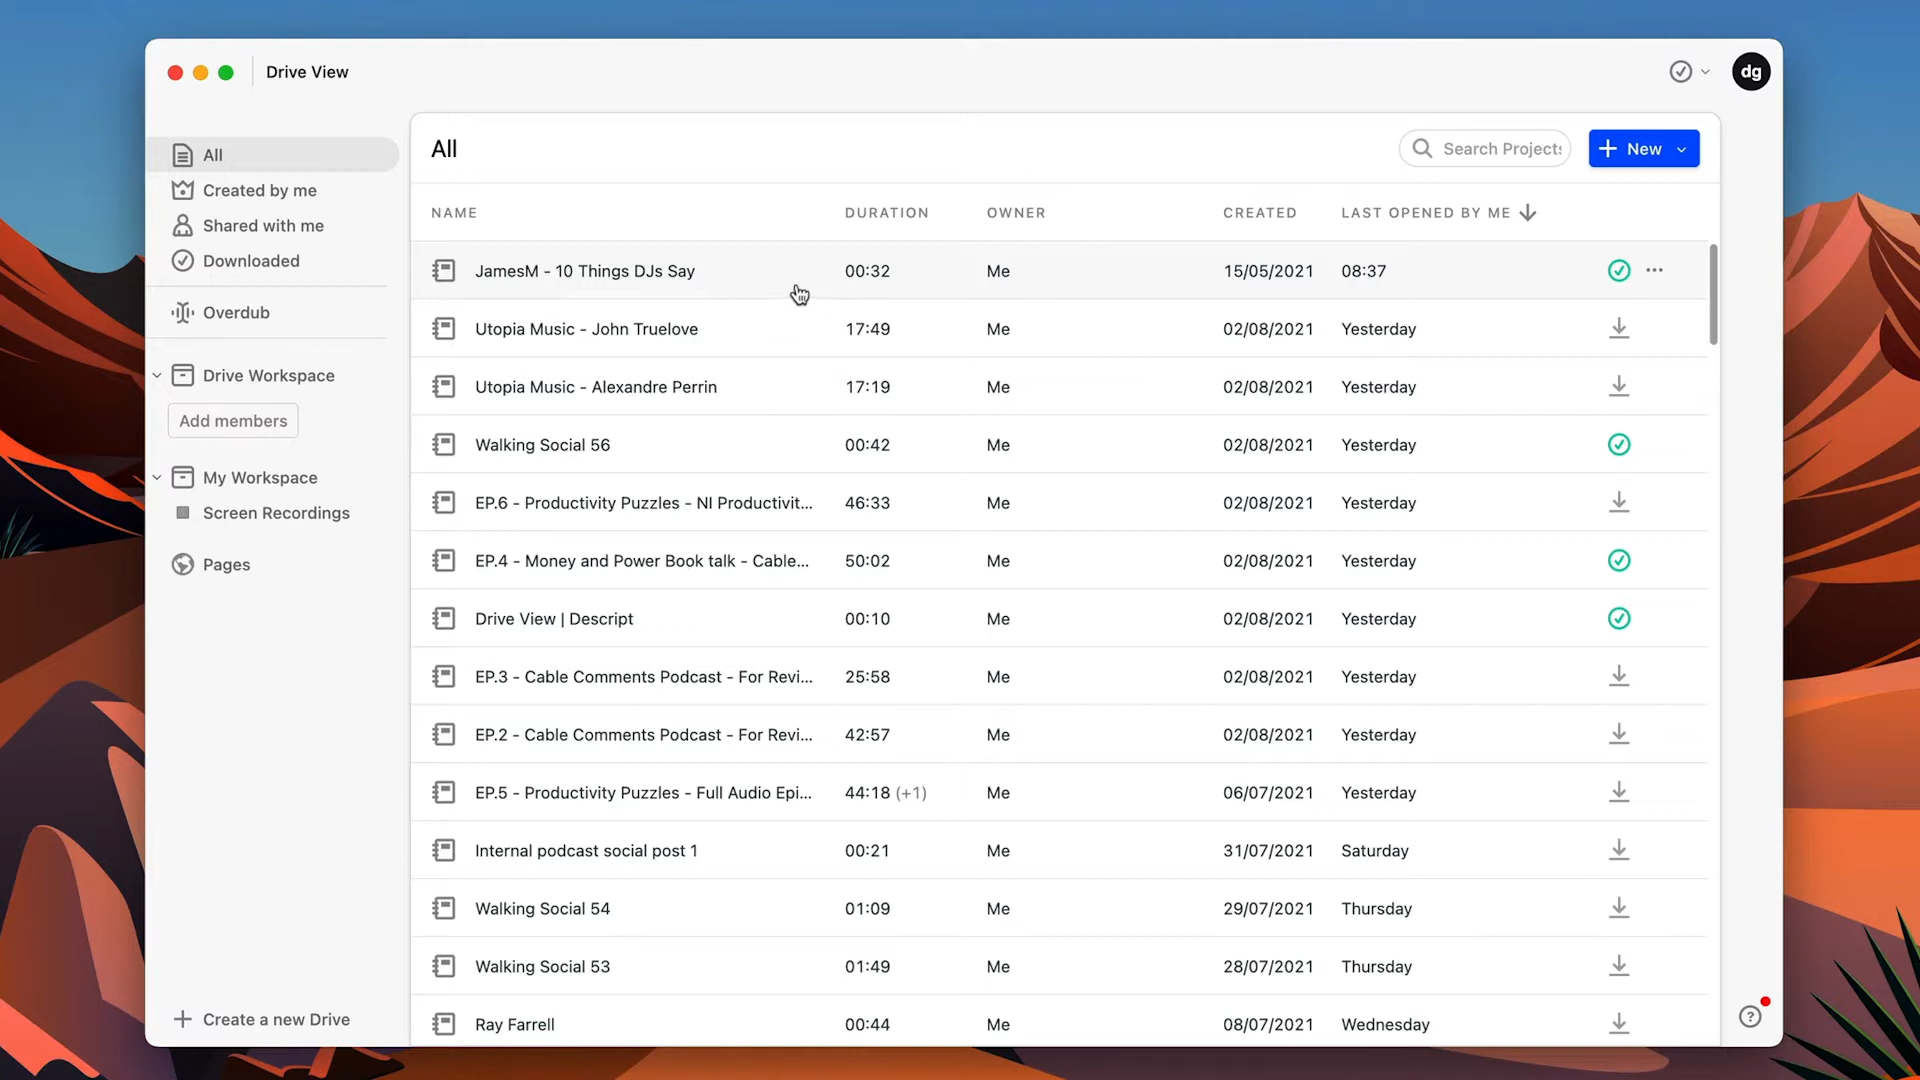 Drive View
dg
All
Created by me
Shared with me
Downloaded
Overdub
Drive Workspace
Add members
My Workspace
Screen Recordings
Pages
Create a new Drive
All
Search Projects
New
NAME DURATION OWNER CREATED LAST OPENED BY ME
JamesM - 10 Things DJs Say 00:32 Me 15/05/2021 08:37
Utopia Music - John Truelove 17:49 Me 02/08/2021 Yesterday
Utopia Music - Alexandre Perrin 17:19 Me 02/08/2021 Yesterday
Walking Social 56 00:42 Me 02/08/2021 Yesterday
EP.6 - Productivity Puzzles - NI Productivit... 46:33 Me 02/08/2021 Yesterday
EP.4 - Money and Power Book talk - Cable... 50:02 Me 02/08/2021 Yesterday
Drive View | Descript 00:10 Me 02/08/2021 Yesterday
EP.3 - Cable Comments Podcast - For Revi... 25:58 Me 02/08/2021 Yesterday
EP.2 - Cable Comments Podcast - For Revi... 42:57 Me 02/08/2021 Yesterday
EP.5 - Productivity Puzzles - Full Audio Epi... 44:18 (+1) Me 06/07/2021 Yesterday
Internal podcast social post 1 00:21 Me 31/07/2021 Saturday
Walking Social 54 01:09 Me 29/07/2021 Thursday
Walking Social 53 01:49 Me 28/07/2021 Thursday
Ray Farrell 00:44 Me 08/07/2021 Wednesday